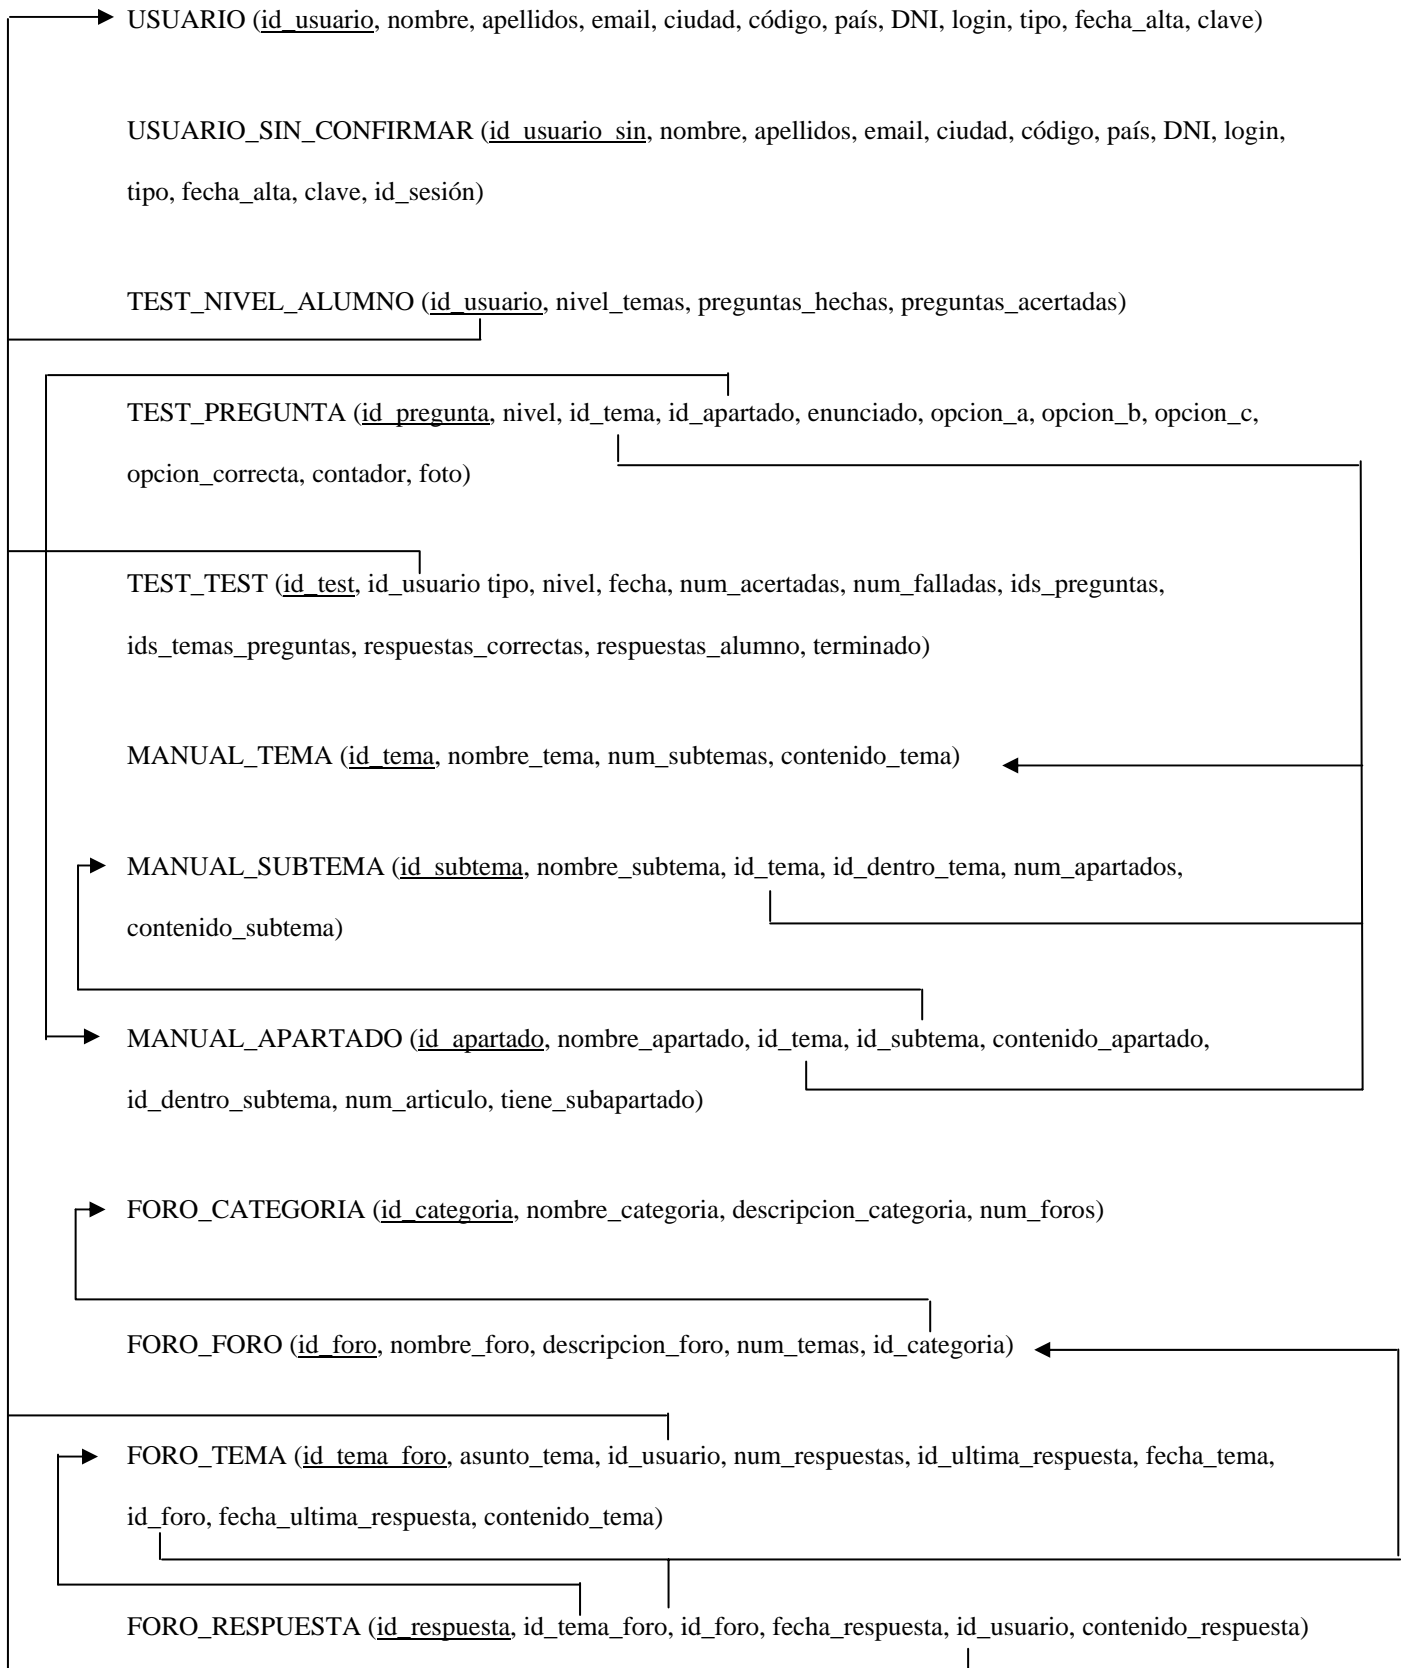 USUARIO (id_usuario, nombre, apellidos, email, ciudad, código, país, DNI, login, tipo, fecha_alta, clave)
USUARIO_SIN_CONFIRMAR (id_usuario_sin, nombre, apellidos, email, ciudad, código, país, DNI, login,
tipo, fecha_alta, clave, id_sesión)
TEST_NIVEL_ALUMNO (id_usuario, nivel_temas, preguntas_hechas, preguntas_acertadas)
TEST_PREGUNTA (id_pregunta, nivel, id_tema, id_apartado, enunciado, opcion_a, opcion_b, opcion_c,
opcion_correcta, contador, foto)
TEST_TEST (id_test, id_usuario tipo, nivel, fecha, num_acertadas, num_falladas, ids_preguntas,
ids_temas_preguntas, respuestas_correctas, respuestas_alumno, terminado)
MANUAL_TEMA (id_tema, nombre_tema, num_subtemas, contenido_tema)
MANUAL_SUBTEMA (id_subtema, nombre_subtema, id_tema, id_dentro_tema, num_apartados,
contenido_subtema)
MANUAL_APARTADO (id_apartado, nombre_apartado, id_tema, id_subtema, contenido_apartado,
id_dentro_subtema, num_articulo, tiene_subapartado)
FORO_CATEGORIA (id_categoria, nombre_categoria, descripcion_categoria, num_foros)
FORO_FORO (id_foro, nombre_foro, descripcion_foro, num_temas, id_categoria)
FORO_TEMA (id_tema_foro, asunto_tema, id_usuario, num_respuestas, id_ultima_respuesta, fecha_tema,
id_foro, fecha_ultima_respuesta, contenido_tema)
FORO_RESPUESTA (id_respuesta, id_tema_foro, id_foro, fecha_respuesta, id_usuario, contenido_respuesta)